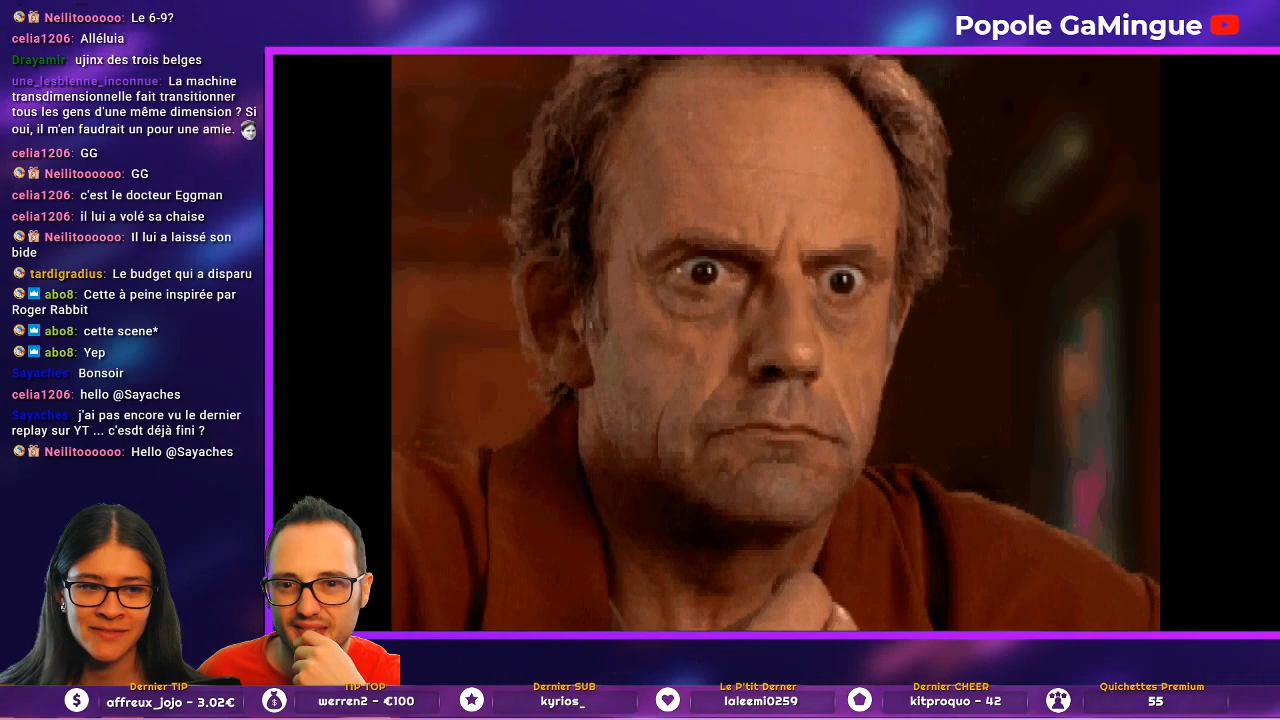 Popole GaMingue
Neilitoooooo: Le 6-9?
celia1206: Alléluia
Drayamir: ujinx des trois belges
une_lesbienne_inconnue: La machine
transdimensionnelle fait transitionner
tous les gens d'une même dimension ? Si
oui, il m'en faudrait un pour une amie.
celia1206: GG
Neilitoooooo: GG
celia1206: c'est le docteur Eggman
celia1206: il lui a volé sa chaise
Neilitoooooo: Il lui a laissé son
bide
tardigradius: Le budget qui a disparu
abo8: Cette à peine inspirée par
Roger Rabbit
abo8: cette scene*
abo8: Yep
Sayaches: Bonsoir
celia1206: hello @Sayaches
Sayaches: j'ai pas encore vu le dernier
replay sur YT ... c'esdt déjà fini ?
Neilitoooooo: Hello @Sayaches
Dernier TIP
affreux_jojo - 3.02€
TIP TOP
werren2 - €100
Dernier SUB
kyrios_
Le P'tit Derner
laleemi0259
Dernier CHEER
kitproquo - 42
Quichettes Premium
55